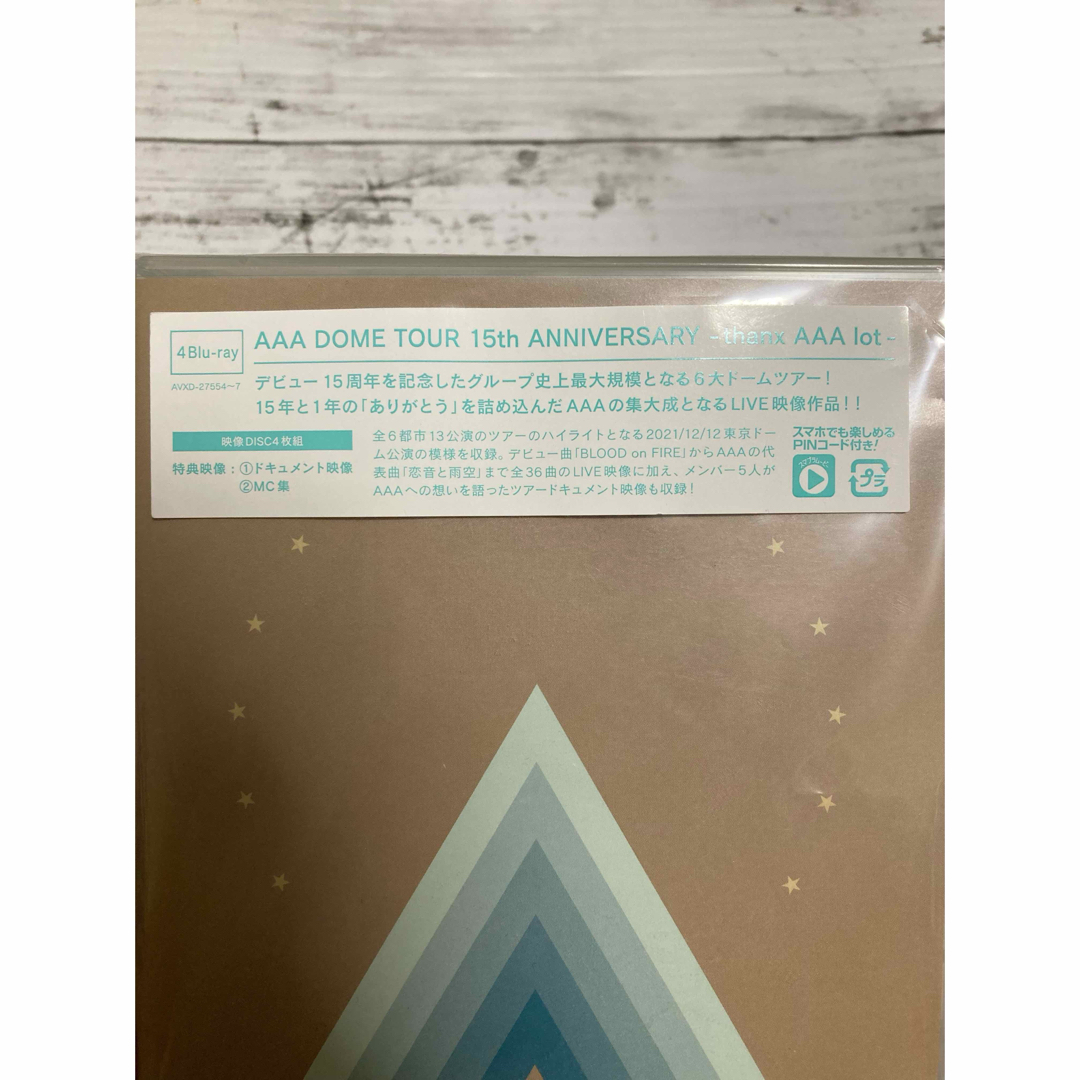 4Blu-ray
AVXD-27554~7
AAA DOME TOUR 15th ANNIVERSARY -thanx AAA lot-
デビュー15周年を記念したグループ史上最大規模となる6大ドームツアー!
15年と1年の「ありがとう」を詰め込んだAAAの集大成となるLIVE映像作品!!
映像DISC4枚組
特典映像:①ドキュメント映像
②MC集
全6都市13公演のツアーのハイライトとなる2021/12/12東京ドー
ム公演の模様を収録。デビュー曲「BLOOD on FIRE」からAAAの代
表曲「恋音と雨空」まで全36曲のLIVE映像に加え、メンバー5人が
AAAへの想いを語ったツアードキュメント映像も収録!
スマホでも楽しめる
PINコード付き!
プラ